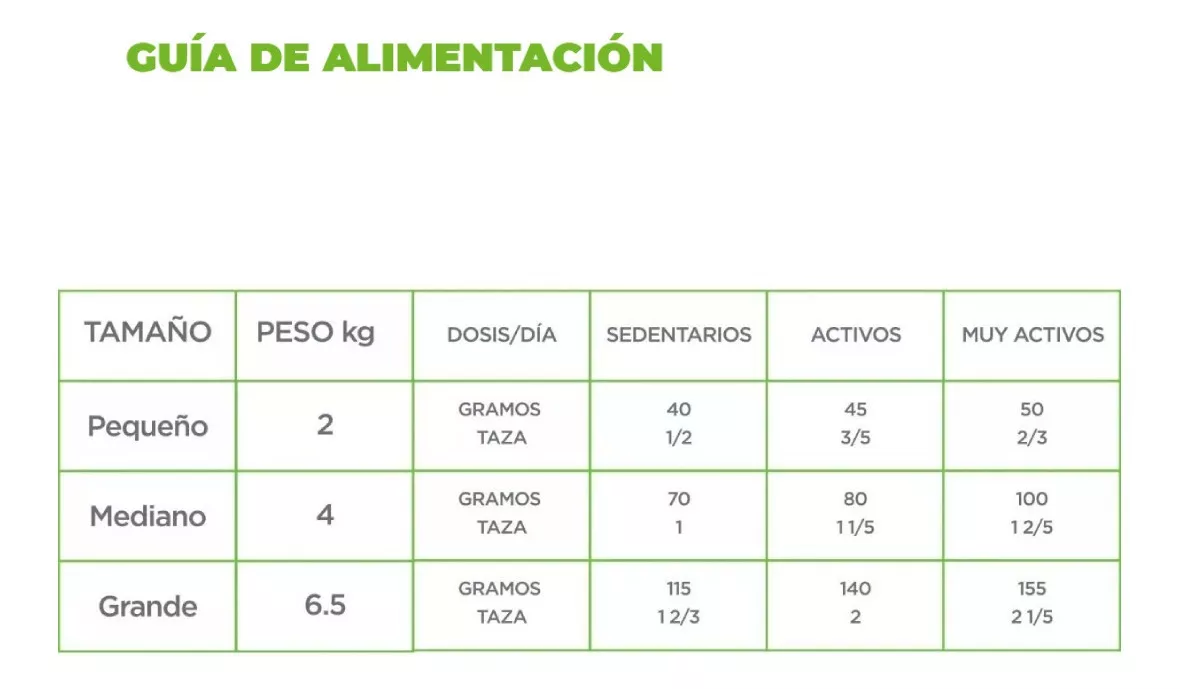 GUÍA DE ALIMENTACIÓN
TAMAÑO PESO kg DOSIS/DÍA SEDENTARIOS ACTIVOS MUY ACTIVOS
Pequeño 2 GRAMOS 40 45 50
TAZA 1/2 3/5 2/3
Mediano 4 GRAMOS 70 80 100
TAZA 1 1 1/5 1 2/5
Grande 6.5 GRAMOS 115 140 155
TAZA 1 2/3 2 2 1/5